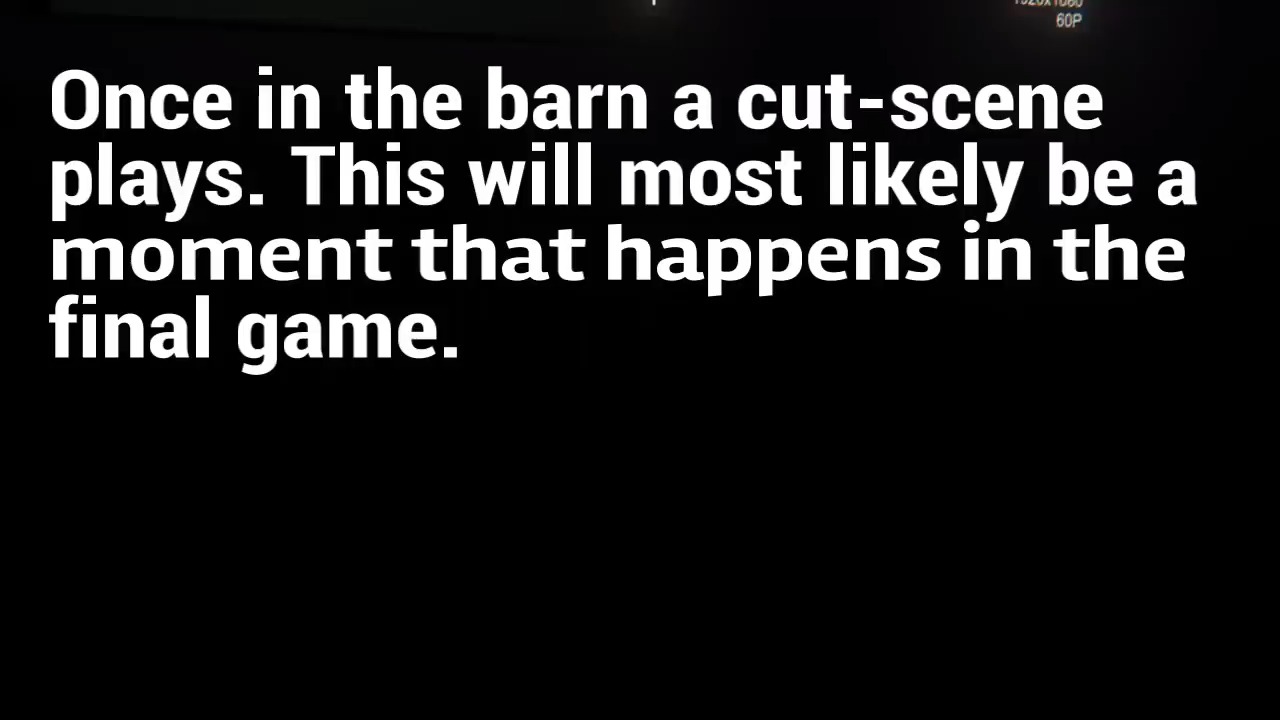 1920x1080
60P
Once in the barn a cut-scene
plays. This will most likely be a
moment that happens in the
final game.